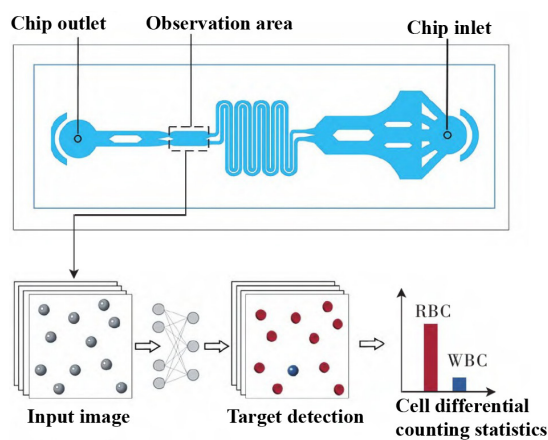 Chip outlet
Observation area
Chip inlet
RBC
WBC
Input image
Target detection
Cell differential
counting statistics